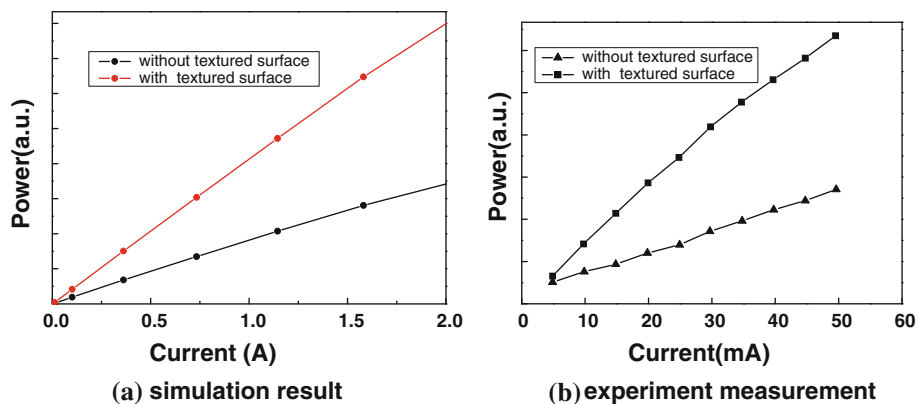 without textured surface
with textured surface
Power(a.u.)
0.0 0.5 1.0 1.5 2.0
Current (A)
(a) simulation result
without textured surface
with textured surface
Power(a.u.)
0 10 20 30 40 50 60
Current(mA)
(b) experiment measurement